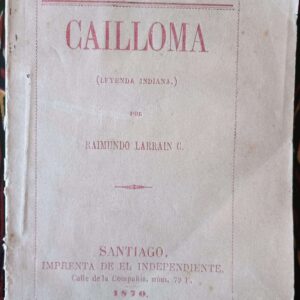 CAILLOMA
(LEYENDA INDIANA.)
POR
RAIMUNDO LARRAIN C.
SANTIAGO,
IMPRENTA DE EL INDEPENDIENTE,
Calle de la Compañía, núm. 79 F.
1870.